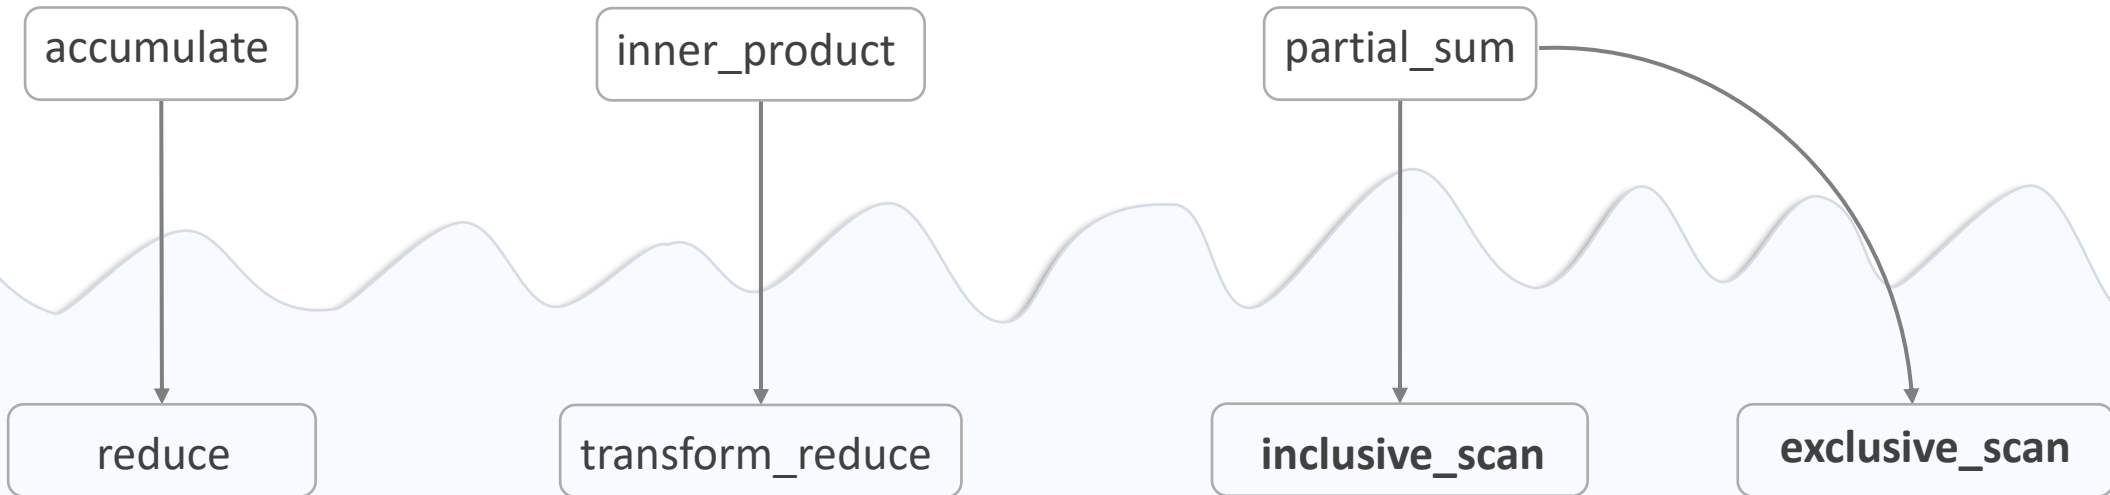 accumulate
inner_product
partial_sum
reduce
transform_reduce
inclusive_scan
exclusive_scan